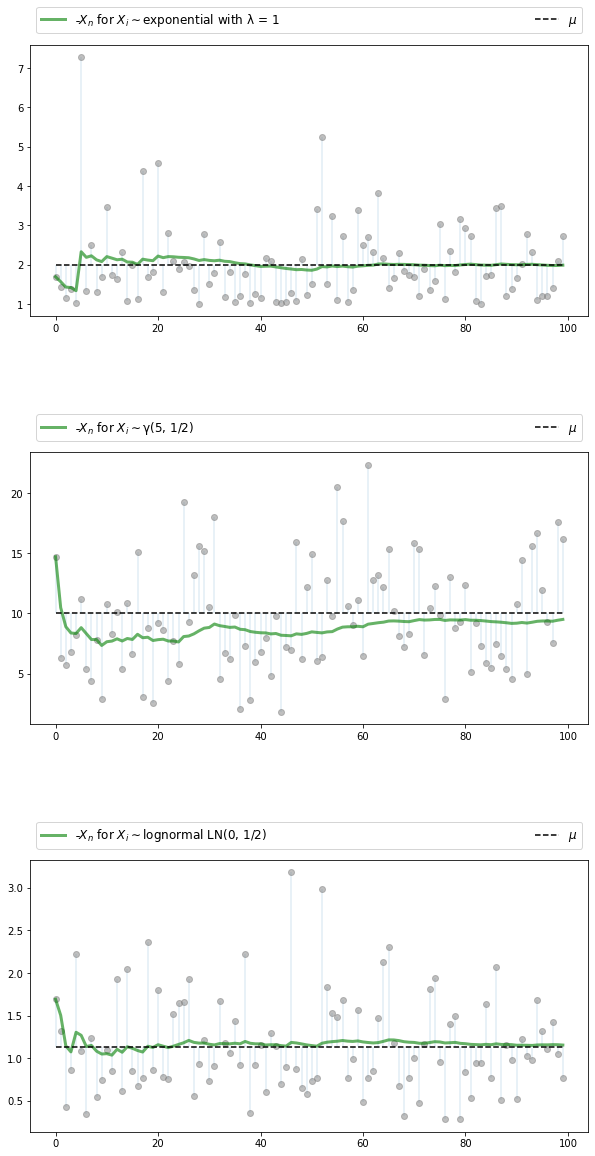 -Xₙ for Xᵢ ∼ exponential with λ = 1 μ
7
6
5
4
3
2
1
0 20 40 60 80 100
-Xₙ for Xᵢ ∼ γ(5, 1/2) μ
20
15
10
5
0 20 40 60 80 100
-Xₙ for Xᵢ ∼ lognormal LN(0, 1/2) μ
3.0
2.5
2.0
1.5
1.0
0.5
0 20 40 60 80 100